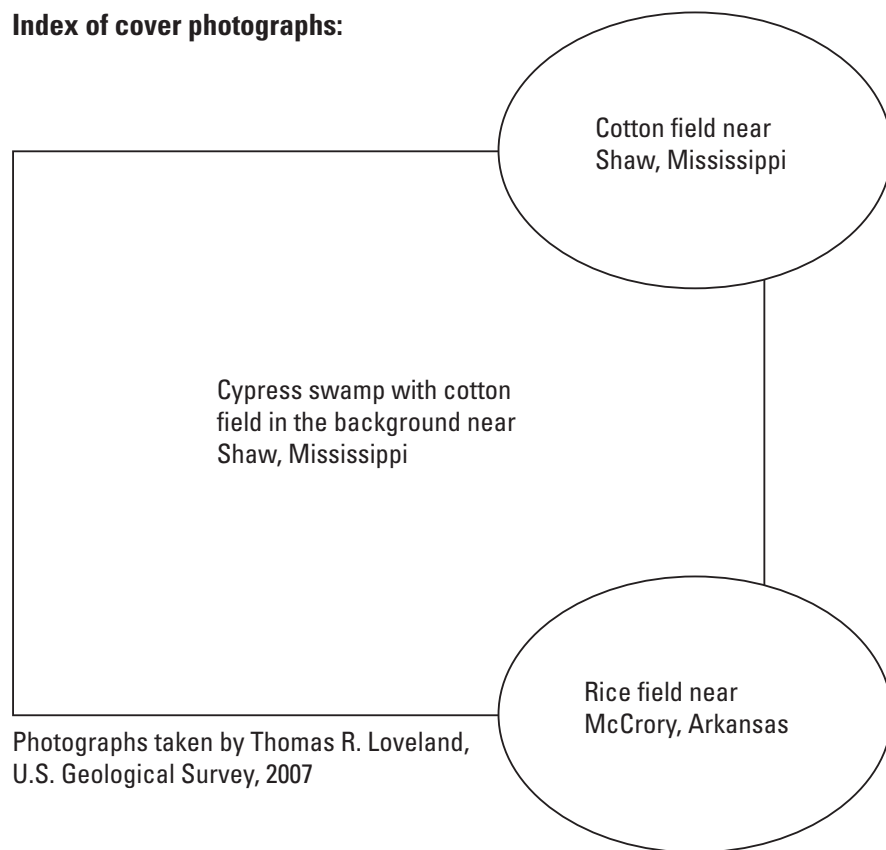 Index of cover photographs:
Cotton field near
Shaw, Mississippi
Cypress swamp with cotton
field in the background near
Shaw, Mississippi
Rice field near
McCrory, Arkansas
Photographs taken by Thomas R. Loveland,
U.S. Geological Survey, 2007